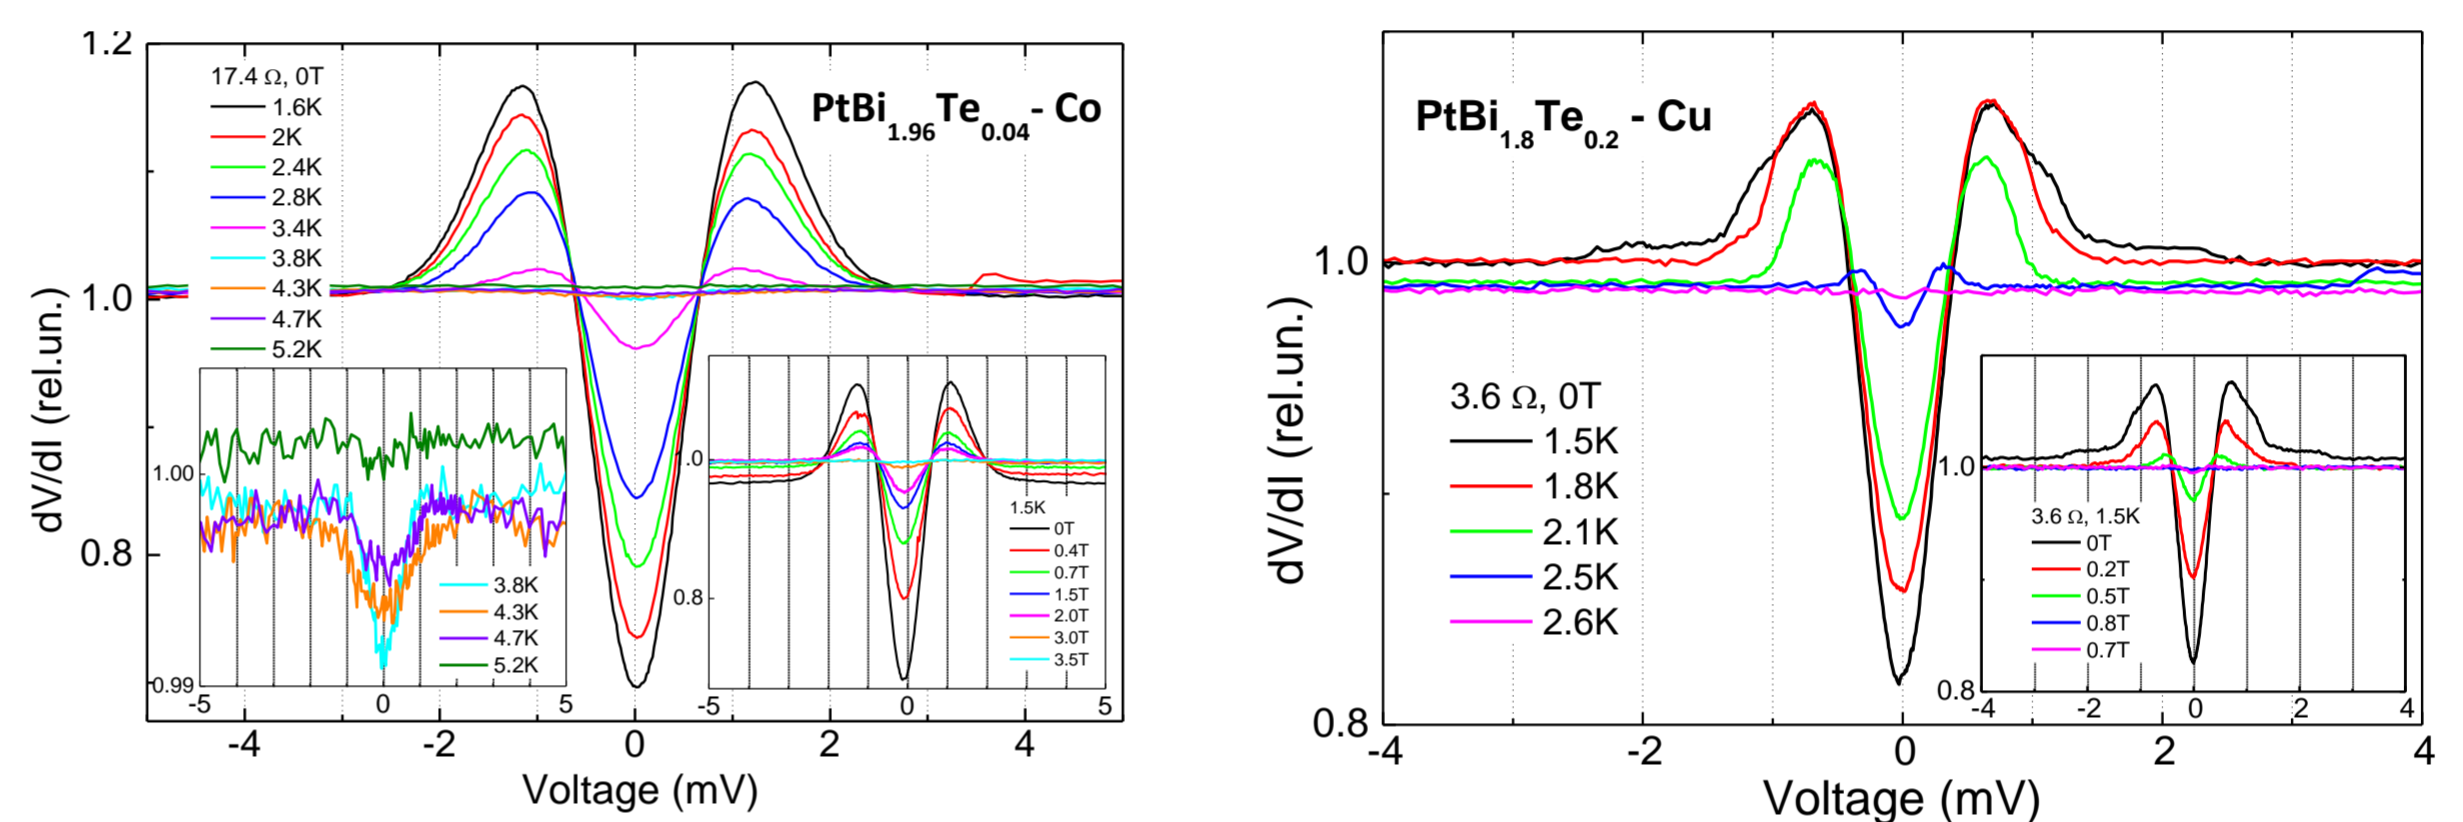 1.2
1.0
0.8
dV/dI (rel.un.)
17.4 Ω, 0T
1.6K
2K
2.4K
2.8K
3.4K
3.8K
4.3K
4.7K
5.2K
PtBi1.96Te0.04- Co
1.00
0.99
-5 0 5
3.8K
4.3K
4.7K
5.2K
.0
0.8
-5 0 5
1.5K
0T
0.4T
0.7T
1.5T
2.0T
3.0T
3.5T
-4 -2 0 2 4
Voltage (mV)
1.0
0.8
dV/dI (rel.un.)
PtBi1.8Te0.2 - Cu
3.6 Ω, 0T
1.5K
1.8K
2.1K
2.5K
2.6K
1.0
0.8
3.6 Ω, 1.5K
0T
0.2T
0.5T
0.8T
0.7T
-4 -2 0 2 4
-4 -2 0 2 4
Voltage (mV)